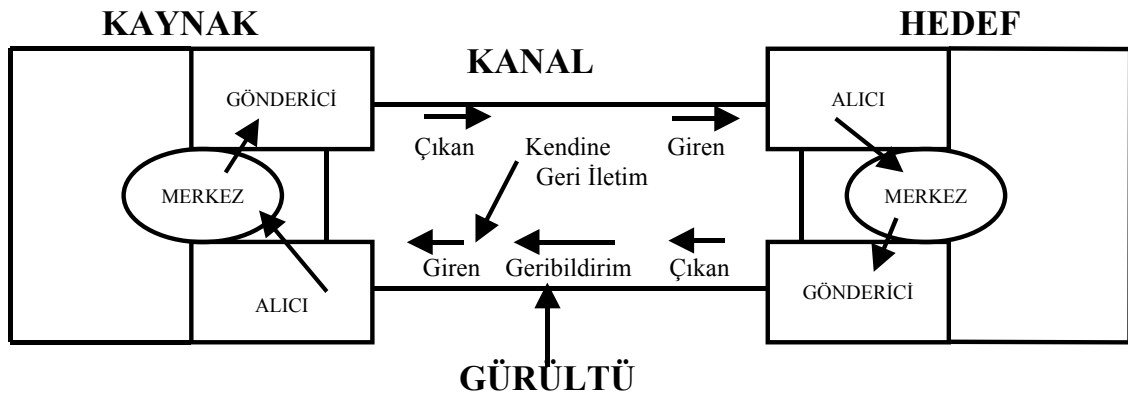 KAYNAK
HEDEF
KANAL
GÖNDERİCİ
ALICI
Çıkan
Kendine
Geri İletim
Giren
MERKEZ
MERKEZ
Giren
Geribildirim
Çıkan
ALICI
GÖNDERİCİ
GÜRÜLTÜ